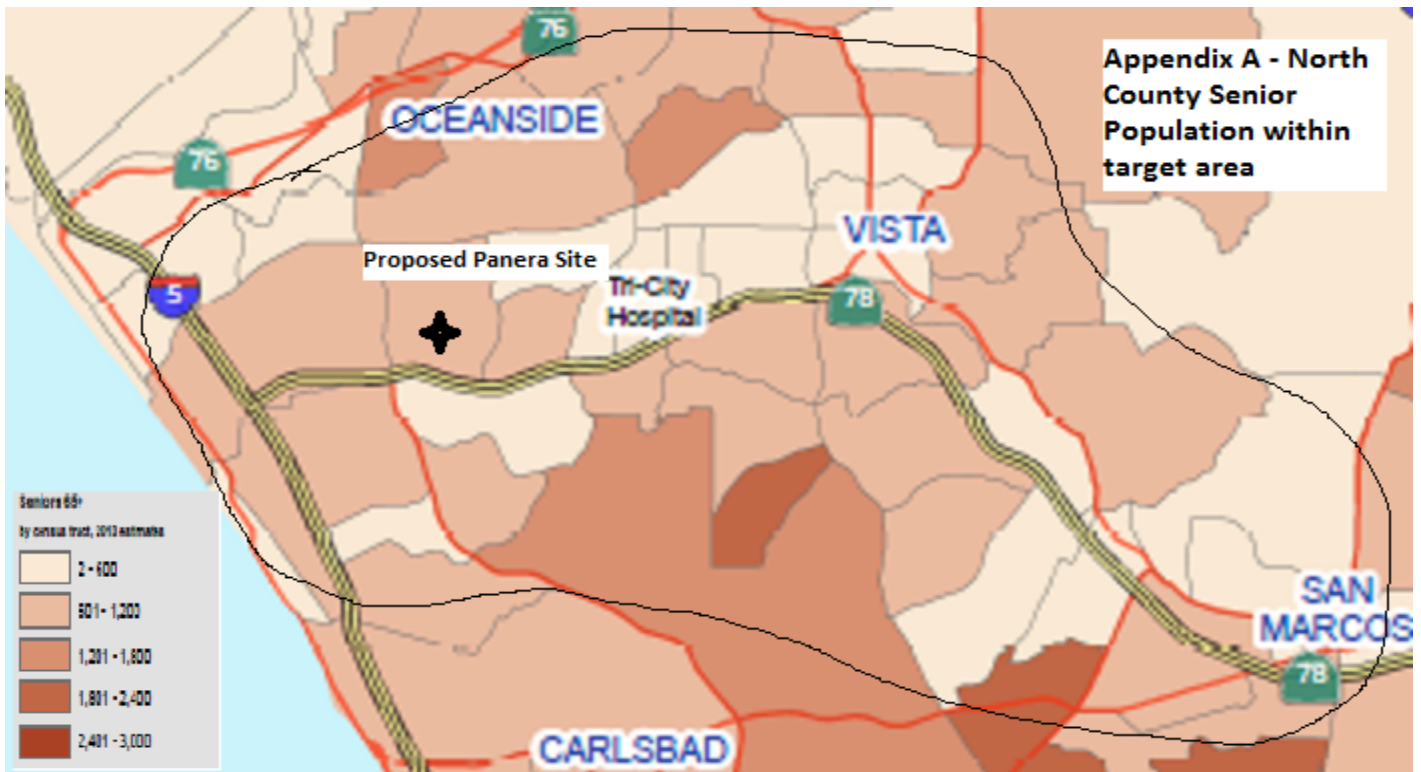 76
Appendix A - North
County Senior
Population within
target area
OCEANSIDE
76
VISTA
Proposed Panera Site
Tri-City
Hospital
5
78
Seniors 65+
by census tract, 2013 estimates
2 - 600
601 - 1,200
1,201 - 1,800
1,801 - 2,400
2,401 - 3,000
SAN
MARCOS
78
CARLSBAD